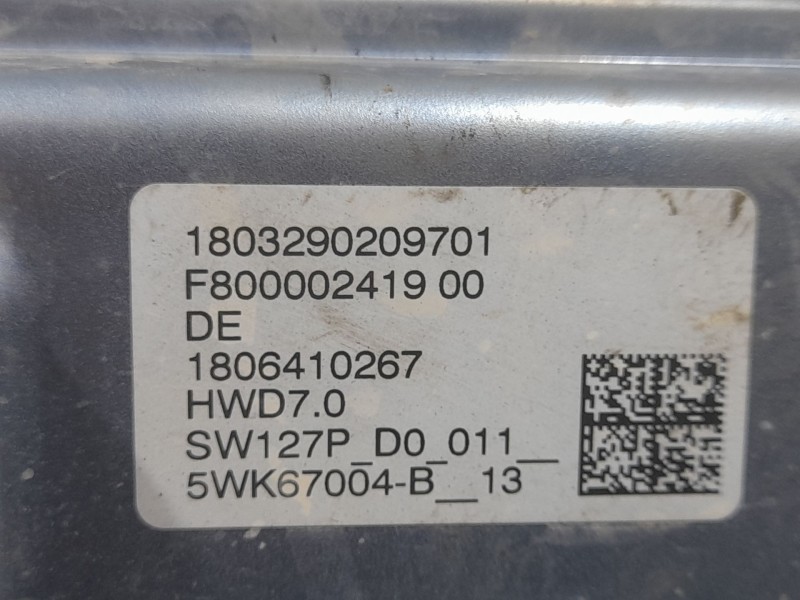 1803290209701
F800002419 00
DE
1806410267
HWD7.0
SW127P_D0_011__
5WK67004-B__13